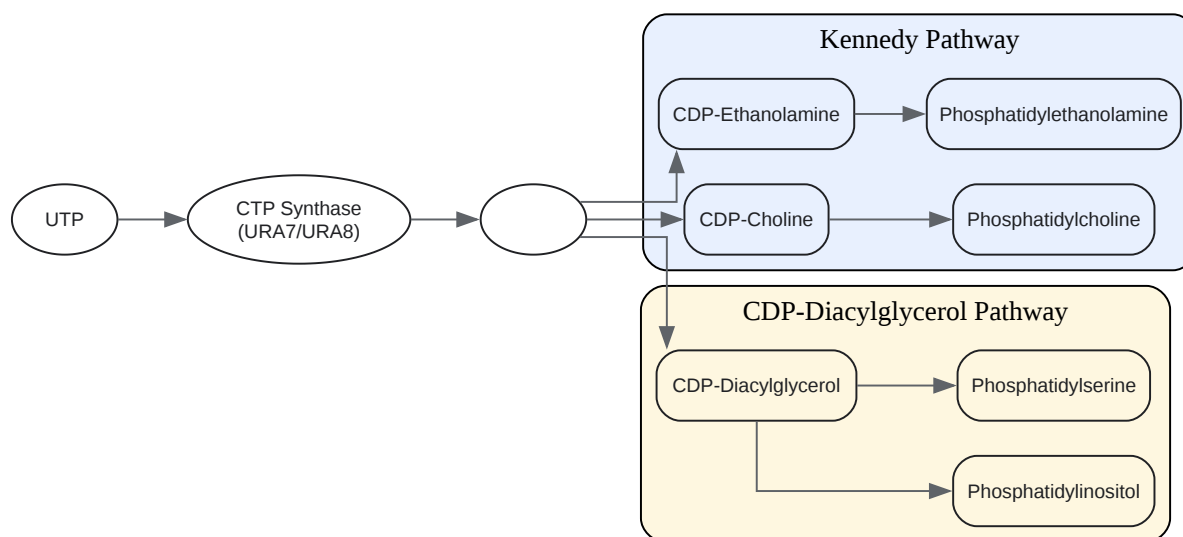 Kennedy Pathway
CDP-Ethanolamine
Phosphatidylethanolamine
UTP
CTP Synthase
(URA7/URA8)
CDP-Choline
Phosphatidylcholine
CDP-Diacylglycerol Pathway
CDP-Diacylglycerol
Phosphatidylserine
Phosphatidylinositol